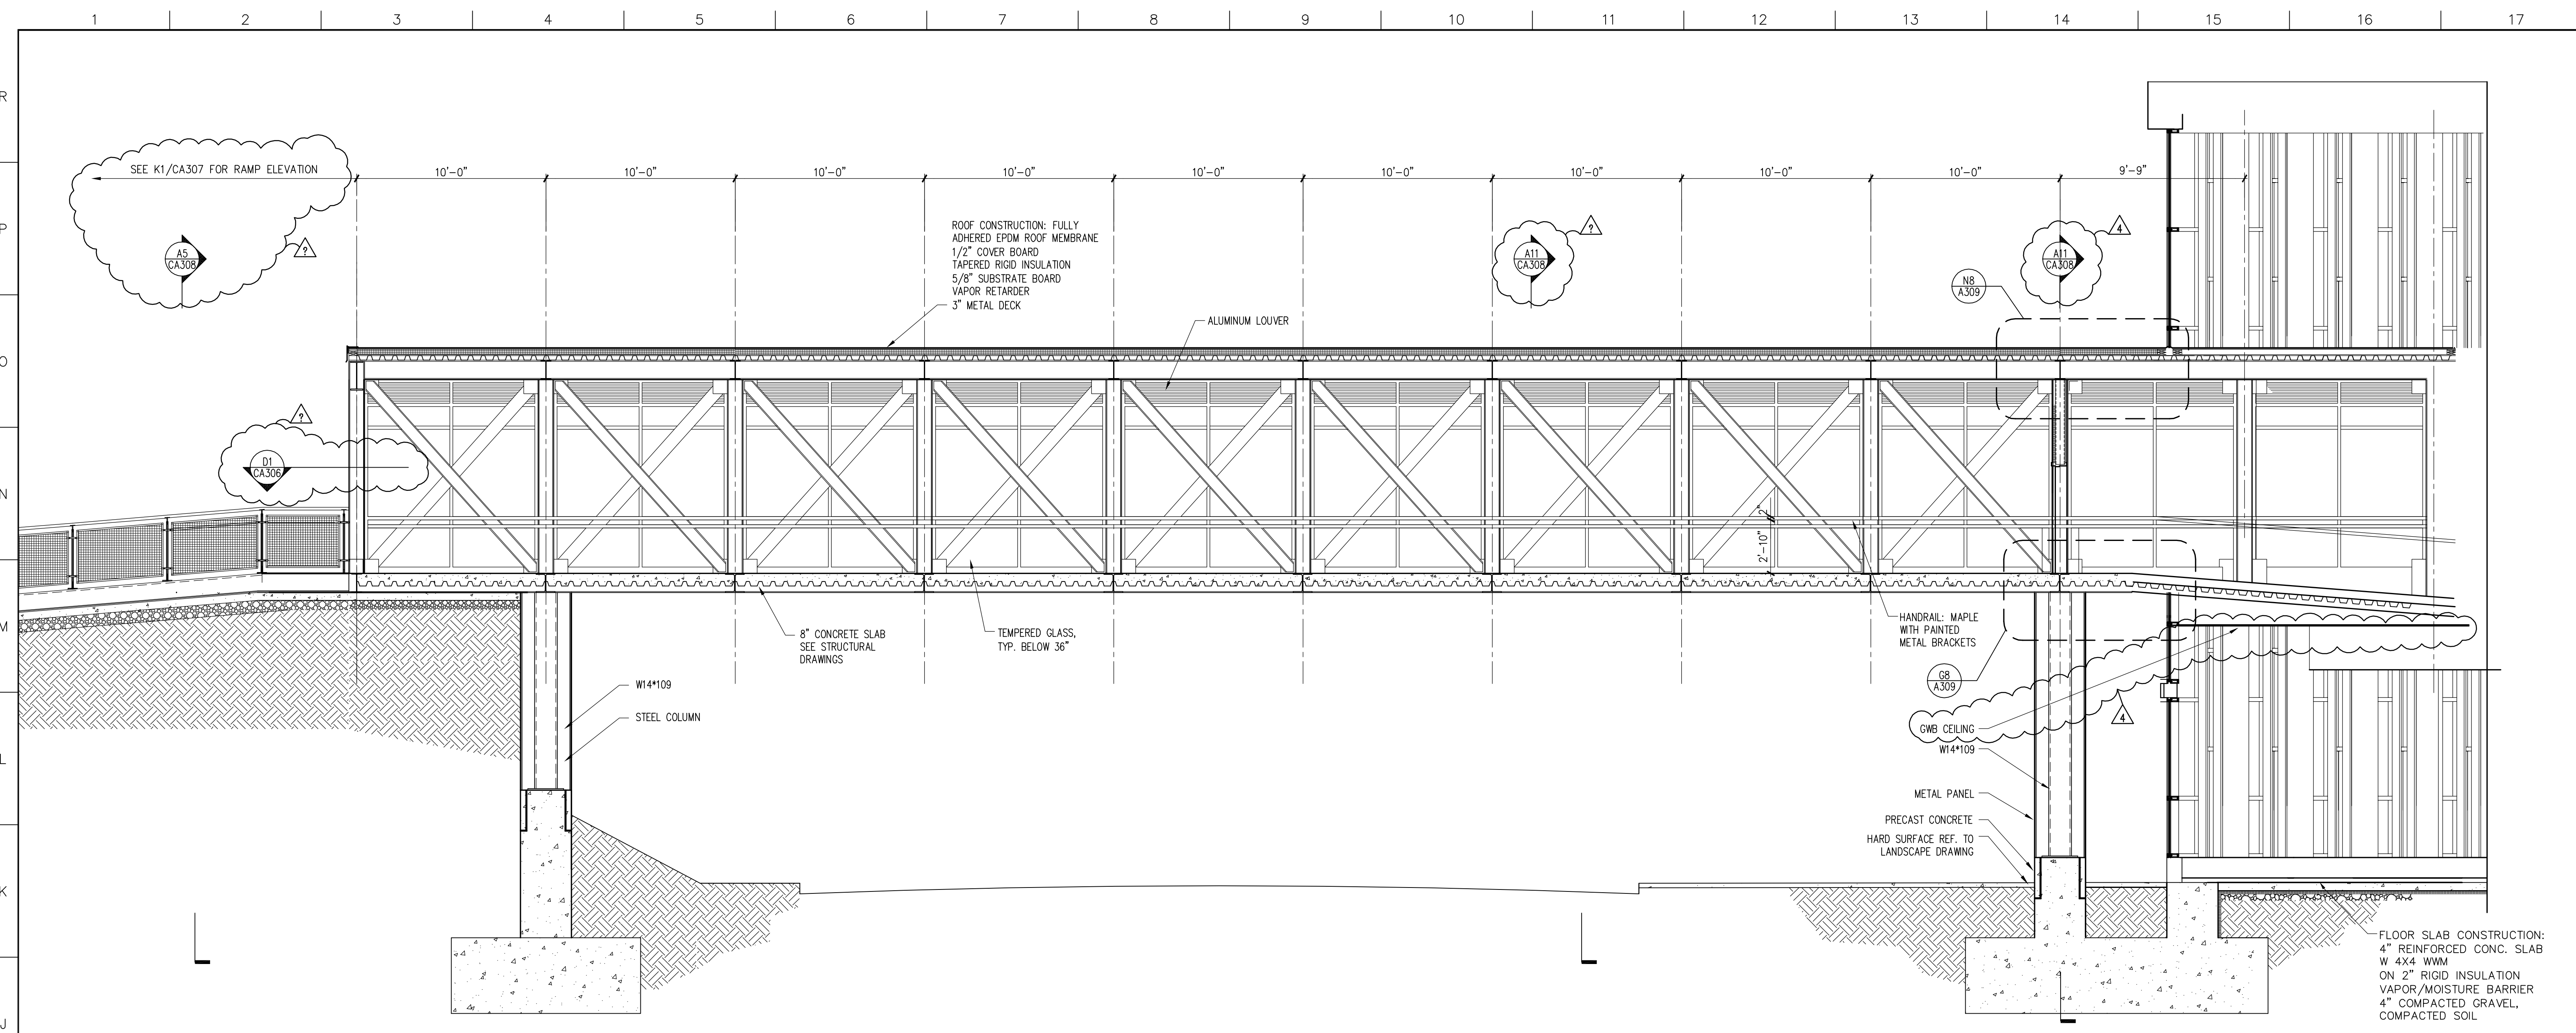 1 2 3 4 5 6 7 8 9 10 11 12 13 14 15 16 17
R
SEE K1/CA307 FOR RAMP ELEVATION
10'-0" 10'-0" 10'-0" 10'-0" 10'-0" 10'-0" 10'-0" 10'-0" 10'-0" 9'-9"
P
ROOF CONSTRUCTION: FULLY
ADHERED EPDM ROOF MEMBRANE
1/2" COVER BOARD
TAPERED RIGID INSULATION
5/8" SUBSTRATE BOARD
VAPOR RETARDER
3" METAL DECK
A5
CA308
?
A11
CA308
?
A11
CA308
4
N8
A309
ALUMINUM LOUVER
O
?
D1
CA306
N
2"
2'-10"
M
8" CONCRETE SLAB
SEE STRUCTURAL
DRAWINGS
TEMPERED GLASS,
TYP. BELOW 36"
HANDRAIL: MAPLE
WITH PAINTED
METAL BRACKETS
G8
A309
W14*109
STEEL COLUMN
4
GWB CEILING
W14*109
L
METAL PANEL
PRECAST CONCRETE
HARD SURFACE REF. TO
LANDSCAPE DRAWING
K
FLOOR SLAB CONSTRUCTION:
4" REINFORCED CONC. SLAB
W 4X4 WWM
ON 2" RIGID INSULATION
VAPOR/MOISTURE BARRIER
4" COMPACTED GRAVEL,
COMPACTED SOIL
J